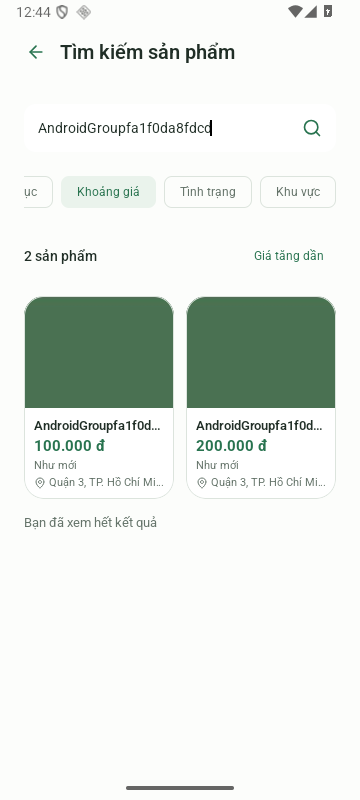 12:44
Tìm kiếm sản phẩm
AndroidGroupfa1f0da8fdcd
ục
Khoảng giá
Tình trạng
Khu vực
2 sản phẩm
Giá tăng dần
AndroidGroupfa1f0d...
100.000 đ
Như mới
Quận 3, TP. Hồ Chí Mi...
AndroidGroupfa1f0d...
200.000 đ
Như mới
Quận 3, TP. Hồ Chí Mi...
Bạn đã xem hết kết quả